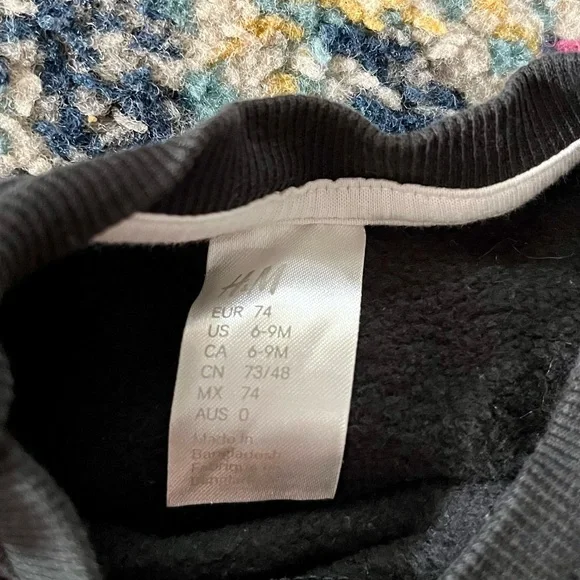 H&M
EUR 74
US 6-9M
CA 6-9M
CN 73/48
MX 74
AUS 0
Made in
Bangladesh